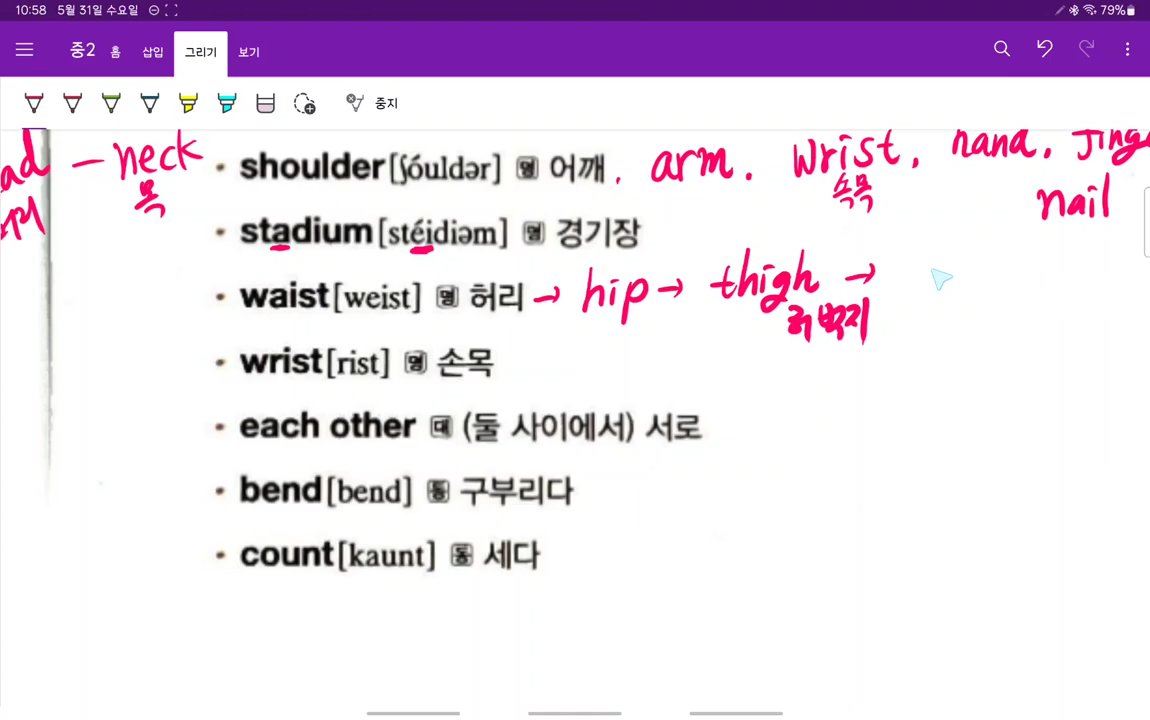 10:58 5월 31일 수요일 79%
중2 홈 삽입 그리기 보기
중지
ad — neck 목
shoulder[ʃóuldər] 명 어깨, arm. wrist, 손목 hand. nail
stadium[stéidiəm] 명 경기장
waist[weist] 명 허리 → hip → thigh → 허벅지
wrist[rist] 명 손목
each other 대 (둘 사이에서) 서로
bend[bend] 동 구부리다
count[kaunt] 동 세다